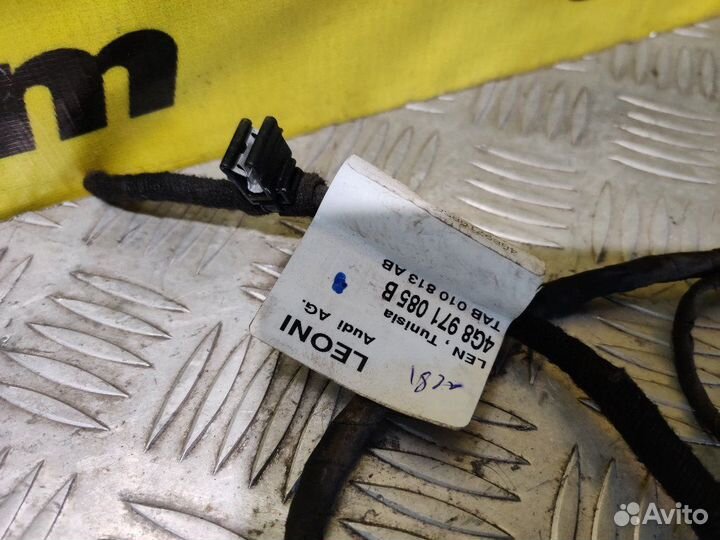 m
LEONI
Audi AG.
LEN , Tunisia
4G8 971 085 B
TAB 010 813 AB
Avito